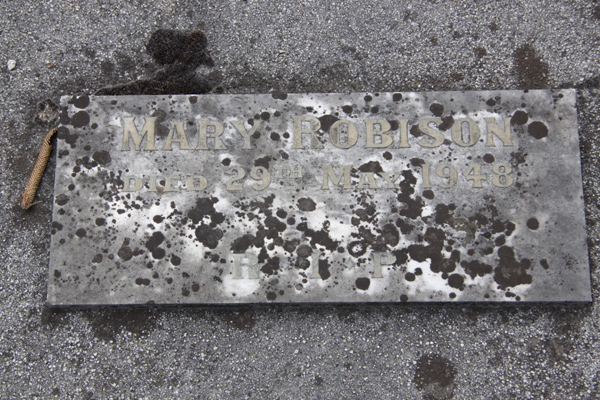 MARY ROBISON
DIED 29TH MAY 1948
R I P